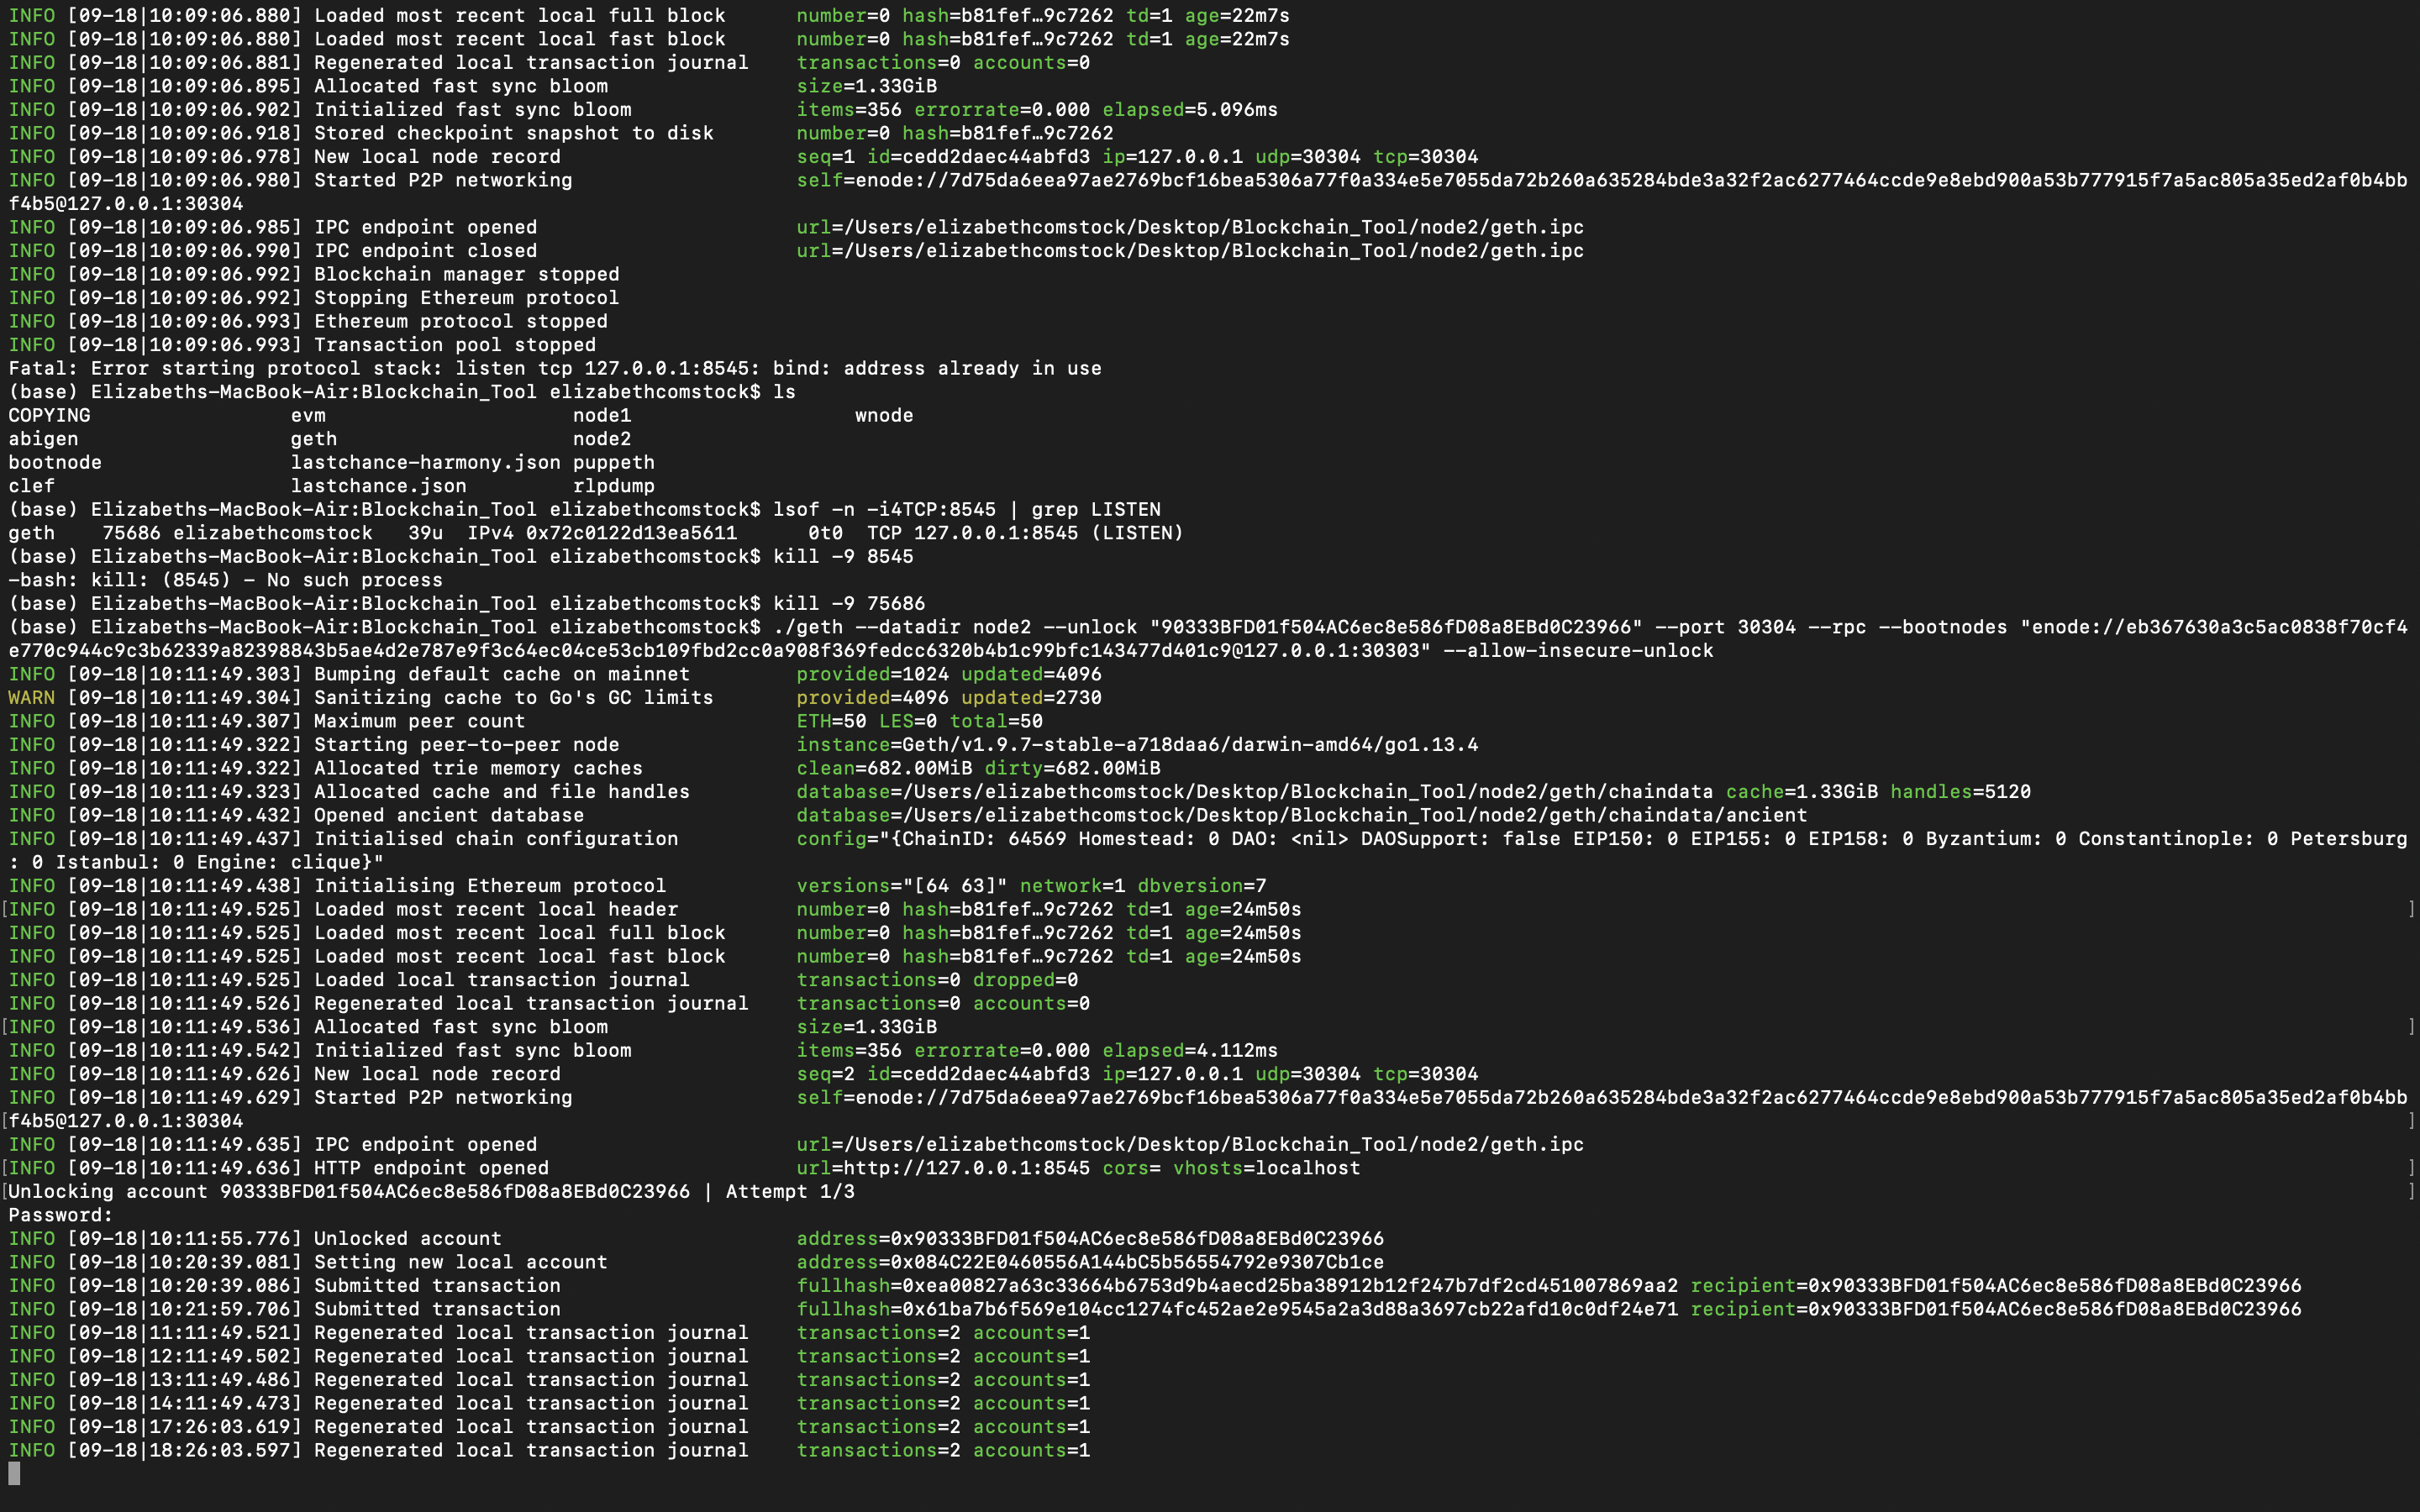 INFO [09-18|10:09:06.880] Loaded most recent local full block      number=0 hash=b81fef…9c7262 td=1 age=22m7s
INFO [09-18|10:09:06.880] Loaded most recent local fast block      number=0 hash=b81fef…9c7262 td=1 age=22m7s
INFO [09-18|10:09:06.881] Regenerated local transaction journal    transactions=0 accounts=0
INFO [09-18|10:09:06.895] Allocated fast sync bloom                size=1.33GiB
INFO [09-18|10:09:06.902] Initialized fast sync bloom              items=356 errorrate=0.000 elapsed=5.096ms
INFO [09-18|10:09:06.918] Stored checkpoint snapshot to disk       number=0 hash=b81fef…9c7262
INFO [09-18|10:09:06.978] New local node record                    seq=1 id=cedd2daec44abfd3 ip=127.0.0.1 udp=30304 tcp=30304
INFO [09-18|10:09:06.980] Started P2P networking                   self=enode://7d75da6eea97ae2769bcf16bea5306a77f0a334e5e7055da72b260a635284bde3a32f2ac6277464ccde9e8ebd900a53b777915f7a5ac805a35ed2af0b4bb
f4b5@127.0.0.1:30304
INFO [09-18|10:09:06.985] IPC endpoint opened                      url=/Users/elizabethcomstock/Desktop/Blockchain_Tool/node2/geth.ipc
INFO [09-18|10:09:06.990] IPC endpoint closed                      url=/Users/elizabethcomstock/Desktop/Blockchain_Tool/node2/geth.ipc
INFO [09-18|10:09:06.992] Blockchain manager stopped
INFO [09-18|10:09:06.992] Stopping Ethereum protocol
INFO [09-18|10:09:06.993] Ethereum protocol stopped
INFO [09-18|10:09:06.993] Transaction pool stopped
Fatal: Error starting protocol stack: listen tcp 127.0.0.1:8545: bind: address already in use
(base) Elizabeths-MacBook-Air:Blockchain_Tool elizabethcomstock$ ls
COPYING                 evm                     node1                   wnode
abigen                  geth                    node2
bootnode                lastchance-harmony.json puppeth
clef                    lastchance.json         rlpdump
(base) Elizabeths-MacBook-Air:Blockchain_Tool elizabethcomstock$ lsof -n -i4TCP:8545 | grep LISTEN
geth    75686 elizabethcomstock   39u  IPv4 0x72c0122d13ea5611      0t0  TCP 127.0.0.1:8545 (LISTEN)
(base) Elizabeths-MacBook-Air:Blockchain_Tool elizabethcomstock$ kill -9 8545
-bash: kill: (8545) - No such process
(base) Elizabeths-MacBook-Air:Blockchain_Tool elizabethcomstock$ kill -9 75686
(base) Elizabeths-MacBook-Air:Blockchain_Tool elizabethcomstock$ ./geth --datadir node2 --unlock "90333BFD01f504AC6ec8e586fD08a8EBd0C23966" --port 30304 --rpc --bootnodes "enode://eb367630a3c5ac0838f70cf4
e770c944c9c3b62339a82398843b5ae4d2e787e9f3c64ec04ce53cb109fbd2cc0a908f369fedcc6320b4b1c99bfc143477d401c9@127.0.0.1:30303" --allow-insecure-unlock
INFO [09-18|10:11:49.303] Bumping default cache on mainnet         provided=1024 updated=4096
WARN [09-18|10:11:49.304] Sanitizing cache to Go's GC limits       provided=4096 updated=2730
INFO [09-18|10:11:49.307] Maximum peer count                       ETH=50 LES=0 total=50
INFO [09-18|10:11:49.322] Starting peer-to-peer node               instance=Geth/v1.9.7-stable-a718daa6/darwin-amd64/go1.13.4
INFO [09-18|10:11:49.322] Allocated trie memory caches             clean=682.00MiB dirty=682.00MiB
INFO [09-18|10:11:49.323] Allocated cache and file handles         database=/Users/elizabethcomstock/Desktop/Blockchain_Tool/node2/geth/chaindata cache=1.33GiB handles=5120
INFO [09-18|10:11:49.432] Opened ancient database                  database=/Users/elizabethcomstock/Desktop/Blockchain_Tool/node2/geth/chaindata/ancient
INFO [09-18|10:11:49.437] Initialised chain configuration          config="{ChainID: 64569 Homestead: 0 DAO: <nil> DAOSupport: false EIP150: 0 EIP155: 0 EIP158: 0 Byzantium: 0 Constantinople: 0 Petersburg
: 0 Istanbul: 0 Engine: clique}"
INFO [09-18|10:11:49.438] Initialising Ethereum protocol           versions="[64 63]" network=1 dbversion=7
[INFO [09-18|10:11:49.525] Loaded most recent local header          number=0 hash=b81fef…9c7262 td=1 age=24m50s ]
INFO [09-18|10:11:49.525] Loaded most recent local full block      number=0 hash=b81fef…9c7262 td=1 age=24m50s
INFO [09-18|10:11:49.525] Loaded most recent local fast block      number=0 hash=b81fef…9c7262 td=1 age=24m50s
INFO [09-18|10:11:49.525] Loaded local transaction journal         transactions=0 dropped=0
INFO [09-18|10:11:49.526] Regenerated local transaction journal    transactions=0 accounts=0
[INFO [09-18|10:11:49.536] Allocated fast sync bloom                size=1.33GiB ]
INFO [09-18|10:11:49.542] Initialized fast sync bloom              items=356 errorrate=0.000 elapsed=4.112ms
INFO [09-18|10:11:49.626] New local node record                    seq=2 id=cedd2daec44abfd3 ip=127.0.0.1 udp=30304 tcp=30304
INFO [09-18|10:11:49.629] Started P2P networking                   self=enode://7d75da6eea97ae2769bcf16bea5306a77f0a334e5e7055da72b260a635284bde3a32f2ac6277464ccde9e8ebd900a53b777915f7a5ac805a35ed2af0b4bb
[f4b5@127.0.0.1:30304 ]
INFO [09-18|10:11:49.635] IPC endpoint opened                      url=/Users/elizabethcomstock/Desktop/Blockchain_Tool/node2/geth.ipc
[INFO [09-18|10:11:49.636] HTTP endpoint opened                     url=http://127.0.0.1:8545 cors= vhosts=localhost ]
[Unlocking account 90333BFD01f504AC6ec8e586fD08a8EBd0C23966 | Attempt 1/3 ]
Password:
INFO [09-18|10:11:55.776] Unlocked account                         address=0x90333BFD01f504AC6ec8e586fD08a8EBd0C23966
INFO [09-18|10:20:39.081] Setting new local account                address=0x084C22E0460556A144bC5b56554792e9307Cb1ce
INFO [09-18|10:20:39.086] Submitted transaction                    fullhash=0xea00827a63c33664b6753d9b4aecd25ba38912b12f247b7df2cd451007869aa2 recipient=0x90333BFD01f504AC6ec8e586fD08a8EBd0C23966
INFO [09-18|10:21:59.706] Submitted transaction                    fullhash=0x61ba7b6f569e104cc1274fc452ae2e9545a2a3d88a3697cb22afd10c0df24e71 recipient=0x90333BFD01f504AC6ec8e586fD08a8EBd0C23966
INFO [09-18|11:11:49.521] Regenerated local transaction journal    transactions=2 accounts=1
INFO [09-18|12:11:49.502] Regenerated local transaction journal    transactions=2 accounts=1
INFO [09-18|13:11:49.486] Regenerated local transaction journal    transactions=2 accounts=1
INFO [09-18|14:11:49.473] Regenerated local transaction journal    transactions=2 accounts=1
INFO [09-18|17:26:03.619] Regenerated local transaction journal    transactions=2 accounts=1
INFO [09-18|18:26:03.597] Regenerated local transaction journal    transactions=2 accounts=1